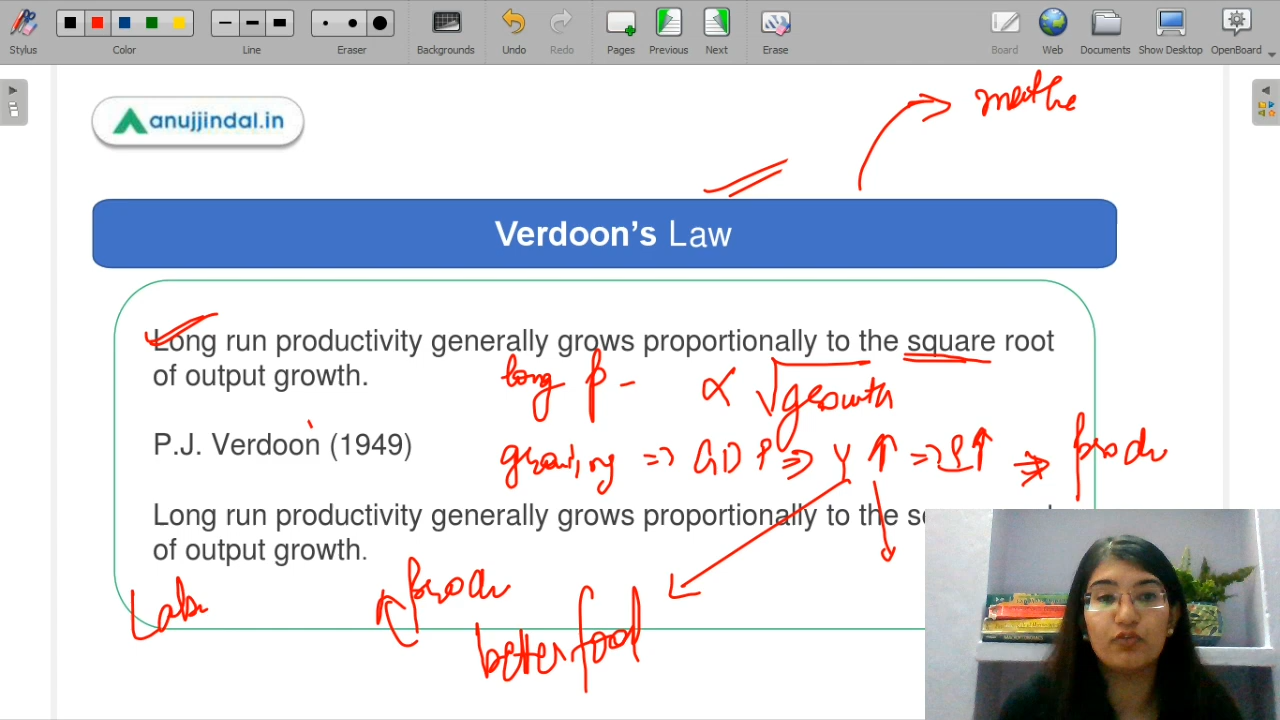 Stylus Color Line Eraser Backgrounds Undo Redo Pages Previous Next Erase Board Web Documents Show Desktop OpenBoard
anujjindal.in
mathe
Verdoon's Law
Long run productivity generally grows proportionally to the square root
of output growth.
long p - ∝ √growth
P.J. Verdoon (1949)
growing => GDP => Y ↑ => ↑ => produ
Long run productivity generally grows proportionally to the
of output growth.
Lab produ
better food